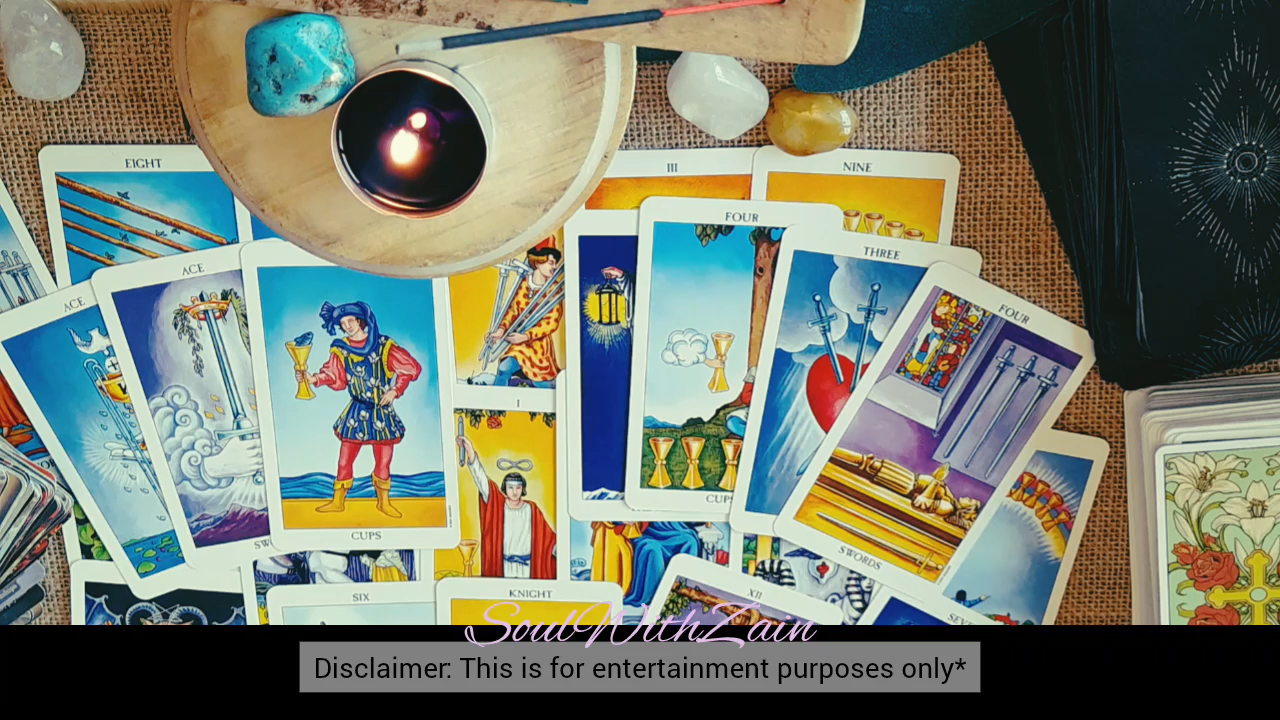 EIGHT
III
NINE
FOUR
THREE
ACE
ACE
FOUR
I
CUPS
CUPS
SWORDS
SIX
KNIGHT
XII
SoulWithZain
Disclaimer: This is for entertainment purposes only*